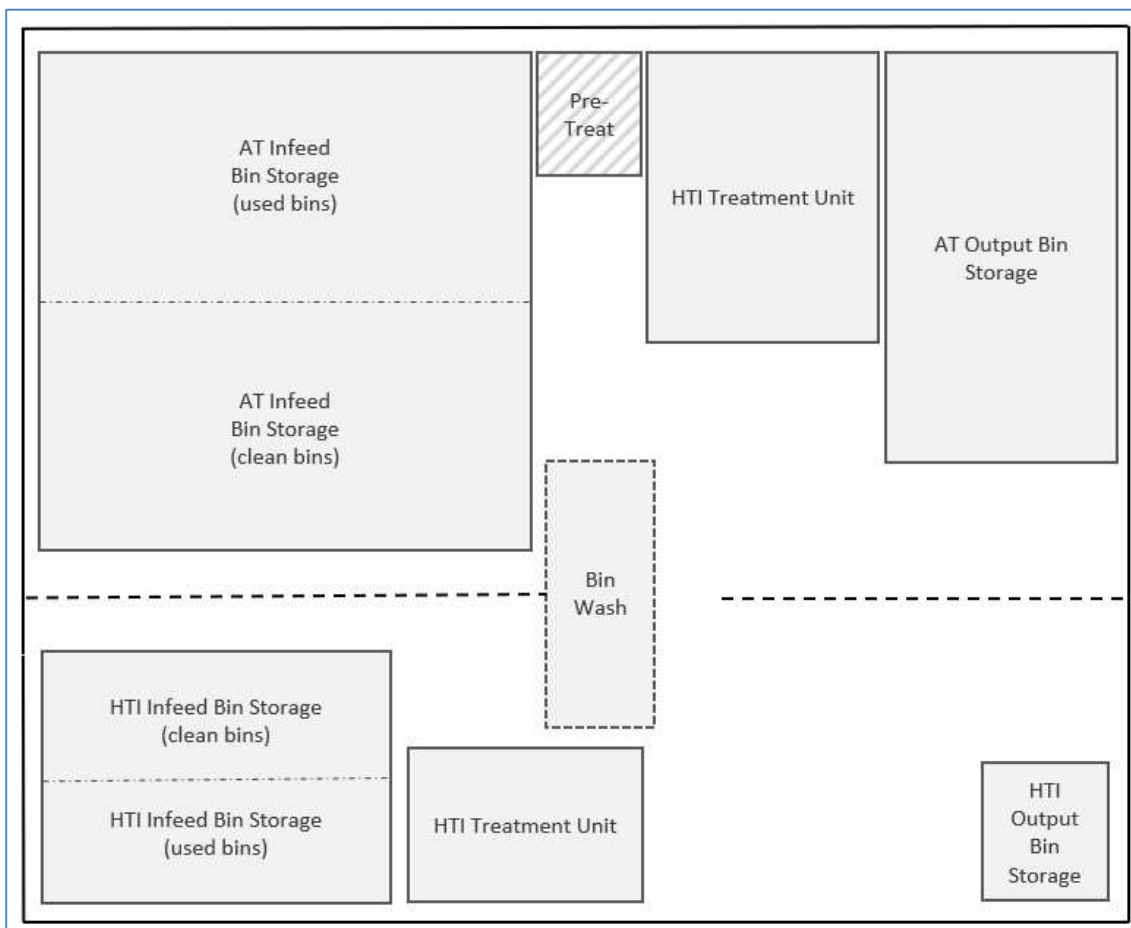 AT Infeed
Bin Storage
(used bins)
Pre-
Treat
HTI Treatment Unit
AT Output Bin
Storage
AT Infeed
Bin Storage
(clean bins)
Bin
Wash
HTI Infeed Bin Storage
(clean bins)
HTI Infeed Bin Storage
(used bins)
HTI Treatment Unit
HTI
Output
Bin
Storage